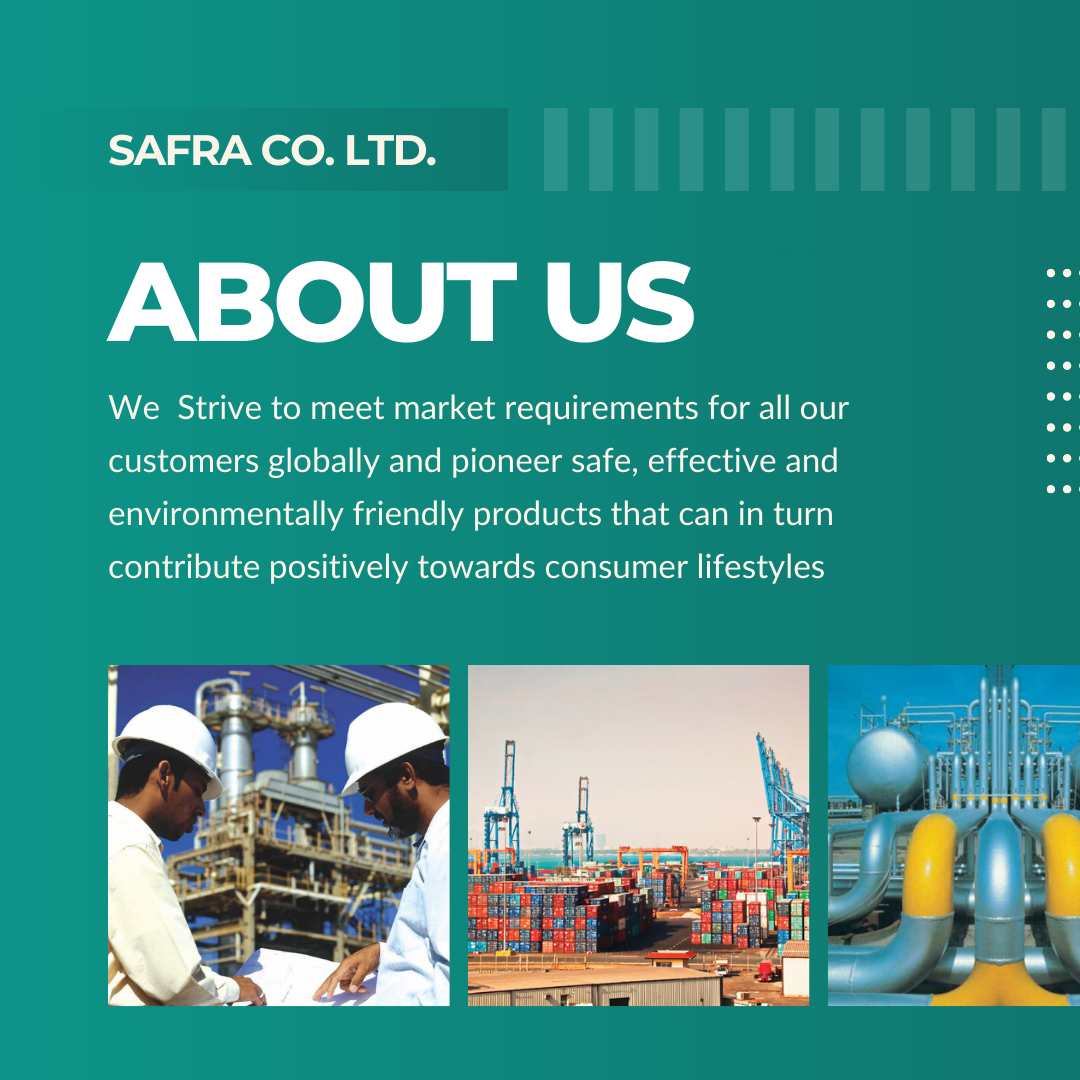 SAFRA CO. LTD.
ABOUT US
We  Strive to meet market requirements for all our
customers globally and pioneer safe, effective and
environmentally friendly products that can in turn
contribute positively towards consumer lifestyles